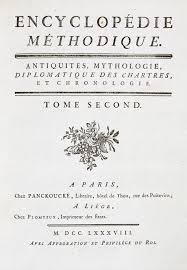 ENCYCLOPÉDIE
MÉTHODIQUE.
ANTIQUITÉS, MYTHOLOGIE,
DIPLOMATIQUE DES CHARTRES,
ET CHRONOLOGIE.
TOME SECOND.
A PARIS,
Chez PANCKOUCKE, Libraire, hôtel de Thou, rue des Poitevins;
A LIÈGE,
Chez PLOMTEUX, Imprimeur des Etats.
M DCC LXXXVIII.
AVEC APPROBATION ET PRIVILÈGE DU ROI.